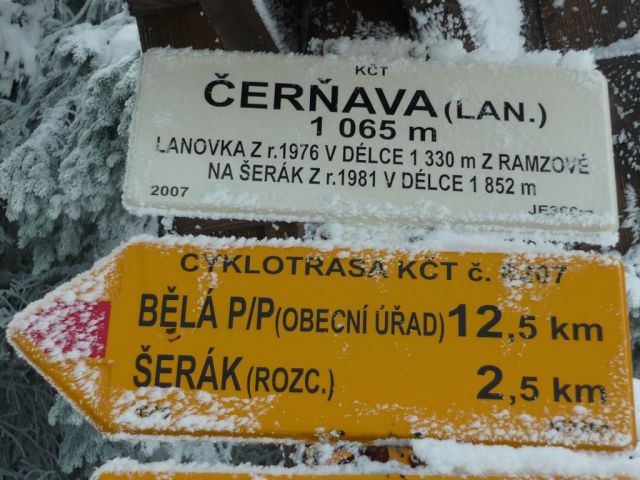 KČT
ČERŇAVA (LAN.)
1 065 m
LANOVKA Z r.1976 V DÉLCE 1 330 m Z RAMZOVÉ
NA ŠERÁK Z r.1981 V DÉLCE 1 852 m
2007
CYKLOTRASA KČT č.
BĚLÁ P/P (OBECNÍ ÚŘAD) 12,5 km
ŠERÁK (ROZC.) 2,5 km